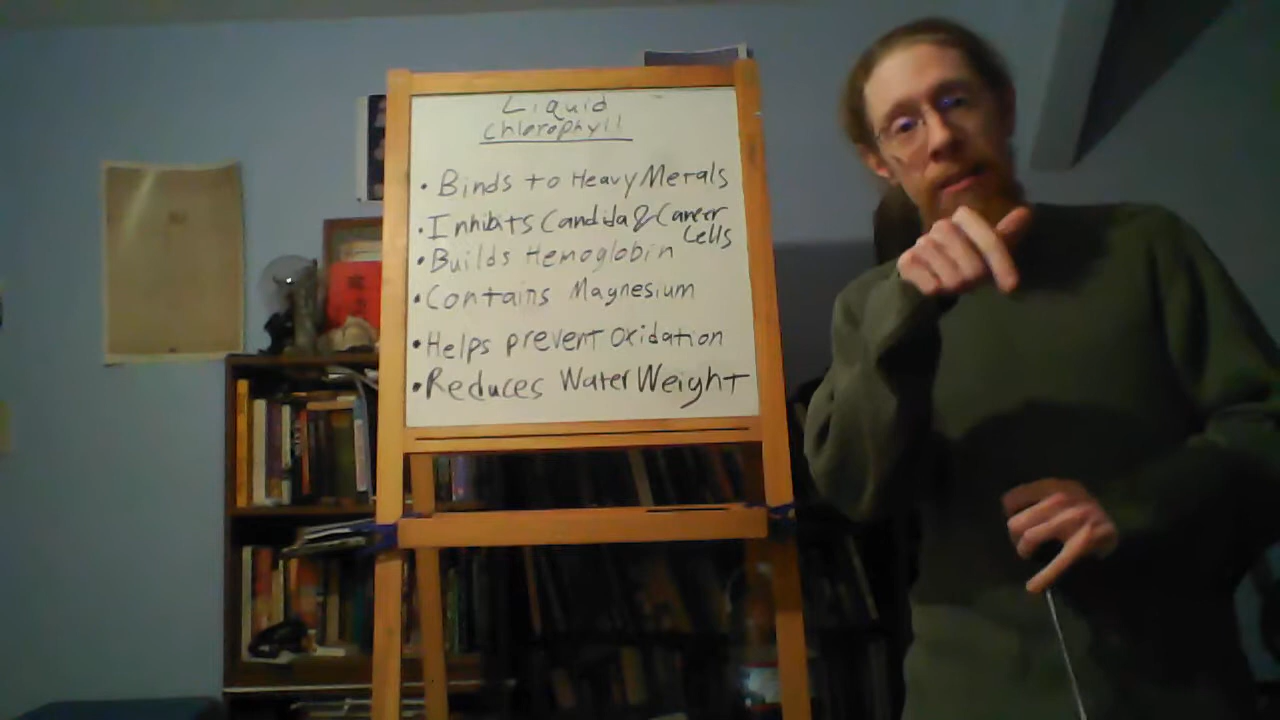 Liquid
Chlorophyll
• Binds to Heavy Metals
• Inhibits Candida & Cancer
Cells
• Builds Hemoglobin
• Contains Magnesium
• Helps prevent Oxidation
• Reduces Water Weight